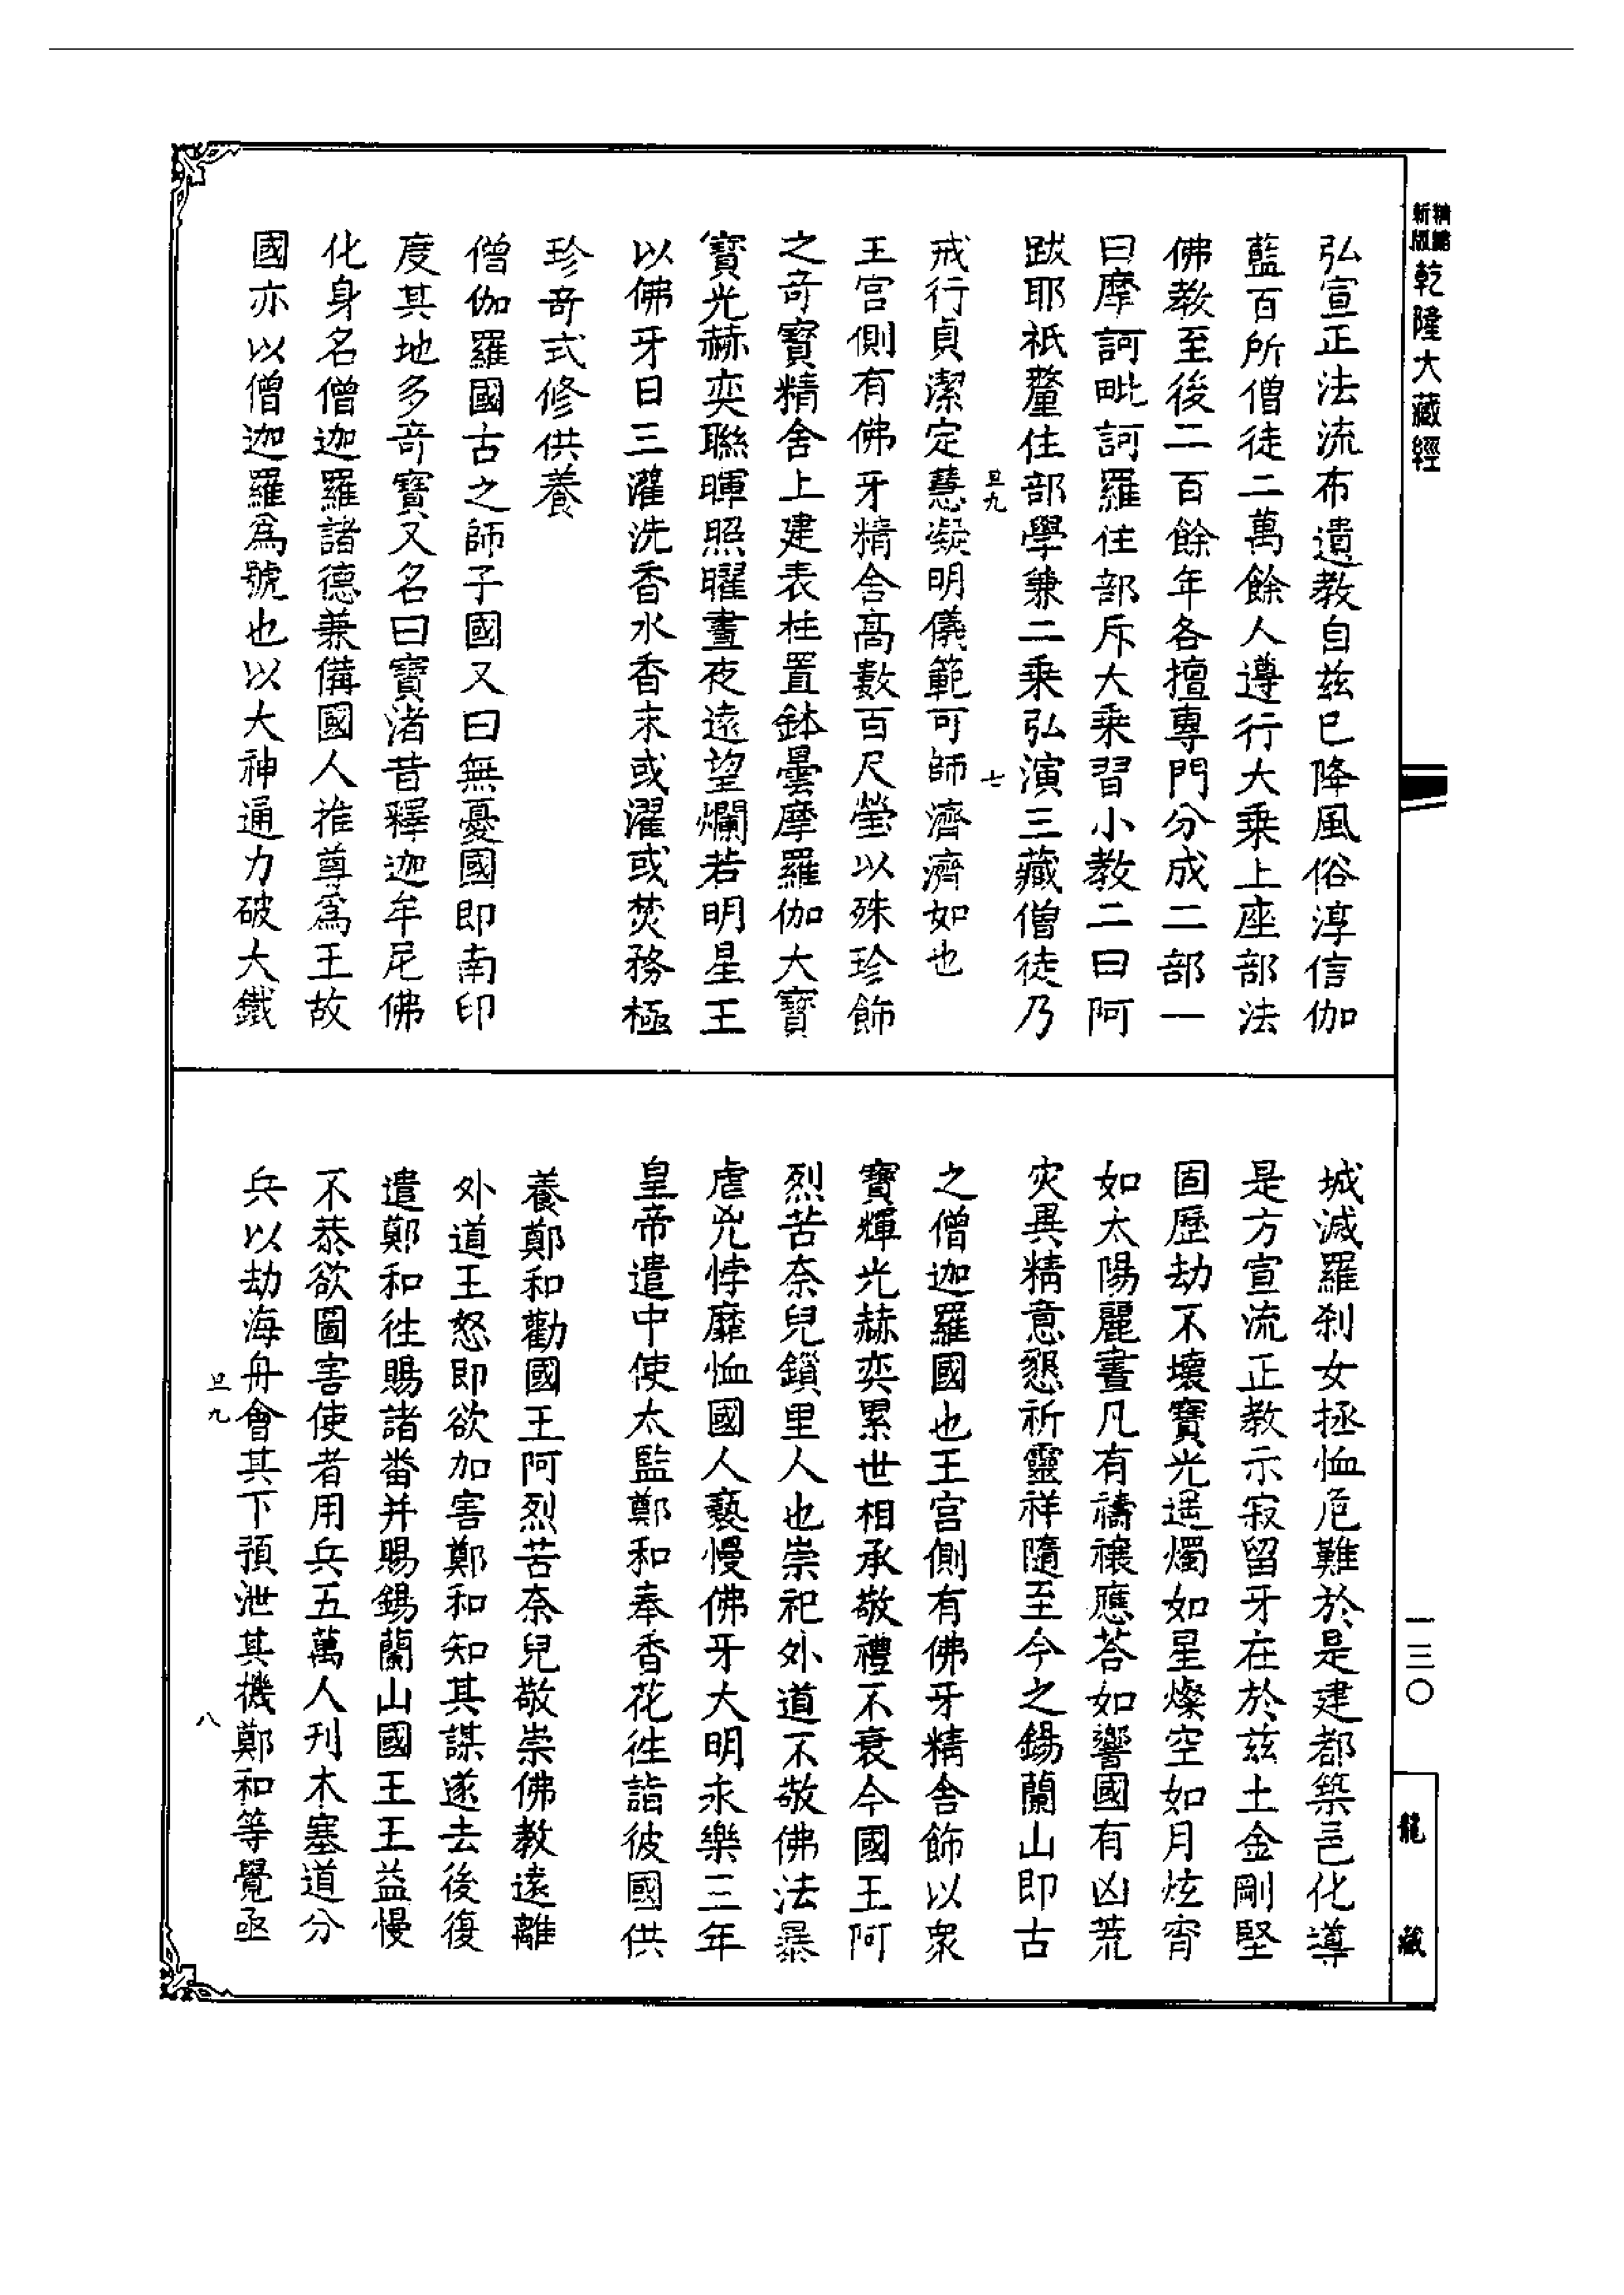 精縮
新版
乾隆大藏經
弘宣正法流布遺教自茲已降風俗淳信伽
藍百所僧徒二萬餘人遵行大乘上座部法
佛教至後二百餘年各擅專門分成二部一
曰摩訶毗訶羅住部斥大乘習小教二曰阿
跋耶祇釐住部學兼二乘弘演三藏僧徒乃
旦九
七
戒行貞潔定慧凝明儀範可師濟濟如也
王宮側有佛牙精舍高數百尺瑩以殊珍飾
之奇寶精舍上建表柱置鉢曇摩羅伽大寶
寶光赫奕聯暉照曜晝夜遠望爛若明星王
以佛牙日三灌洗香水香末或濯或焚務極
珍奇式修供養
僧伽羅國古之師子國又曰無憂國即南印
度其地多奇寶又名曰寶渚昔釋迦牟尼佛
化身名僧迦羅諸德兼備國人推尊為王故
國亦以僧迦羅為號也以大神通力破大鐵
一三〇
龍藏
城滅羅剎女拯恤危難於是建都築邑化導
是方宣流正教示寂留牙在於茲土金剛堅
固歷劫不壞寶光遥燭如星燦空如月炫宵
如太陽麗晝凡有禱禳應荅如響國有凶荒
灾異精意懇祈靈祥隨至今之錫蘭山即古
之僧迦羅國也王宮側有佛牙精舍飾以衆
寶輝光赫奕累世相承敬禮不衰今國王阿
烈苦奈兒鎖里人也崇祀外道不敬佛法暴
虐兇悖靡恤國人褻慢佛牙大明永樂三年
皇帝遣中使太監鄭和奉香花往詣彼國供
養鄭和勸國王阿烈苦奈兒敬崇佛教遠離
外道王怒即欲加害鄭和知其謀遂去後復
遣鄭和往賜諸番并賜錫蘭山國王王益慢
不恭欲圖害使者用兵五萬人刊木塞道分
兵以劫海舟會其下預泄其機鄭和等覺亟
旦九
八